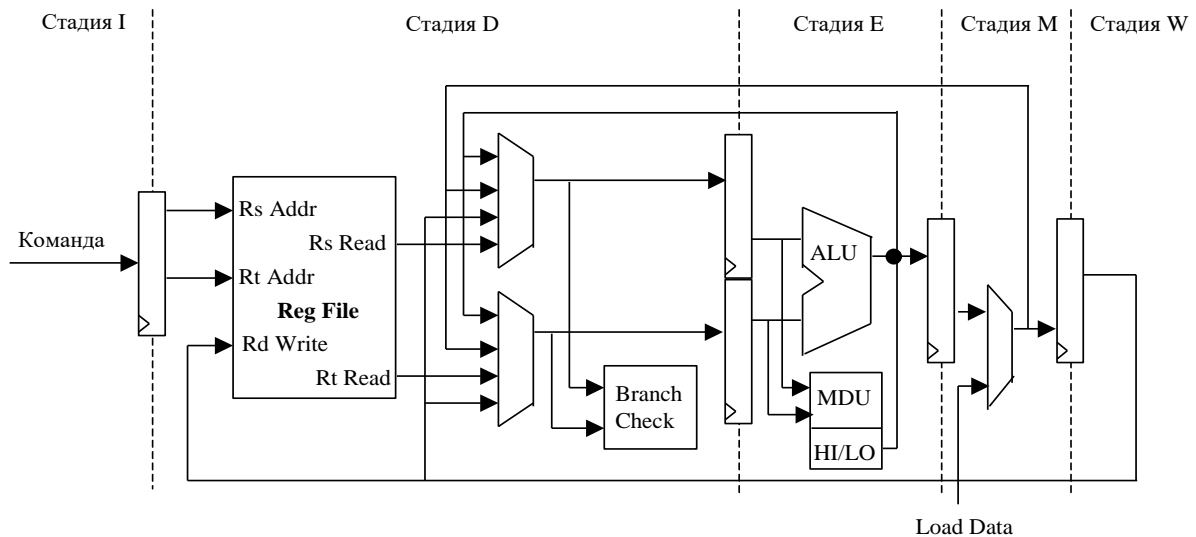 Стадия I
Стадия D
Стадия E
Стадия M
Стадия W
Команда
Rs Addr
Rs Read
Rt Addr
Reg File
Rd Write
Rt Read
Branch
Check
ALU
MDU
HI/LO
Load Data